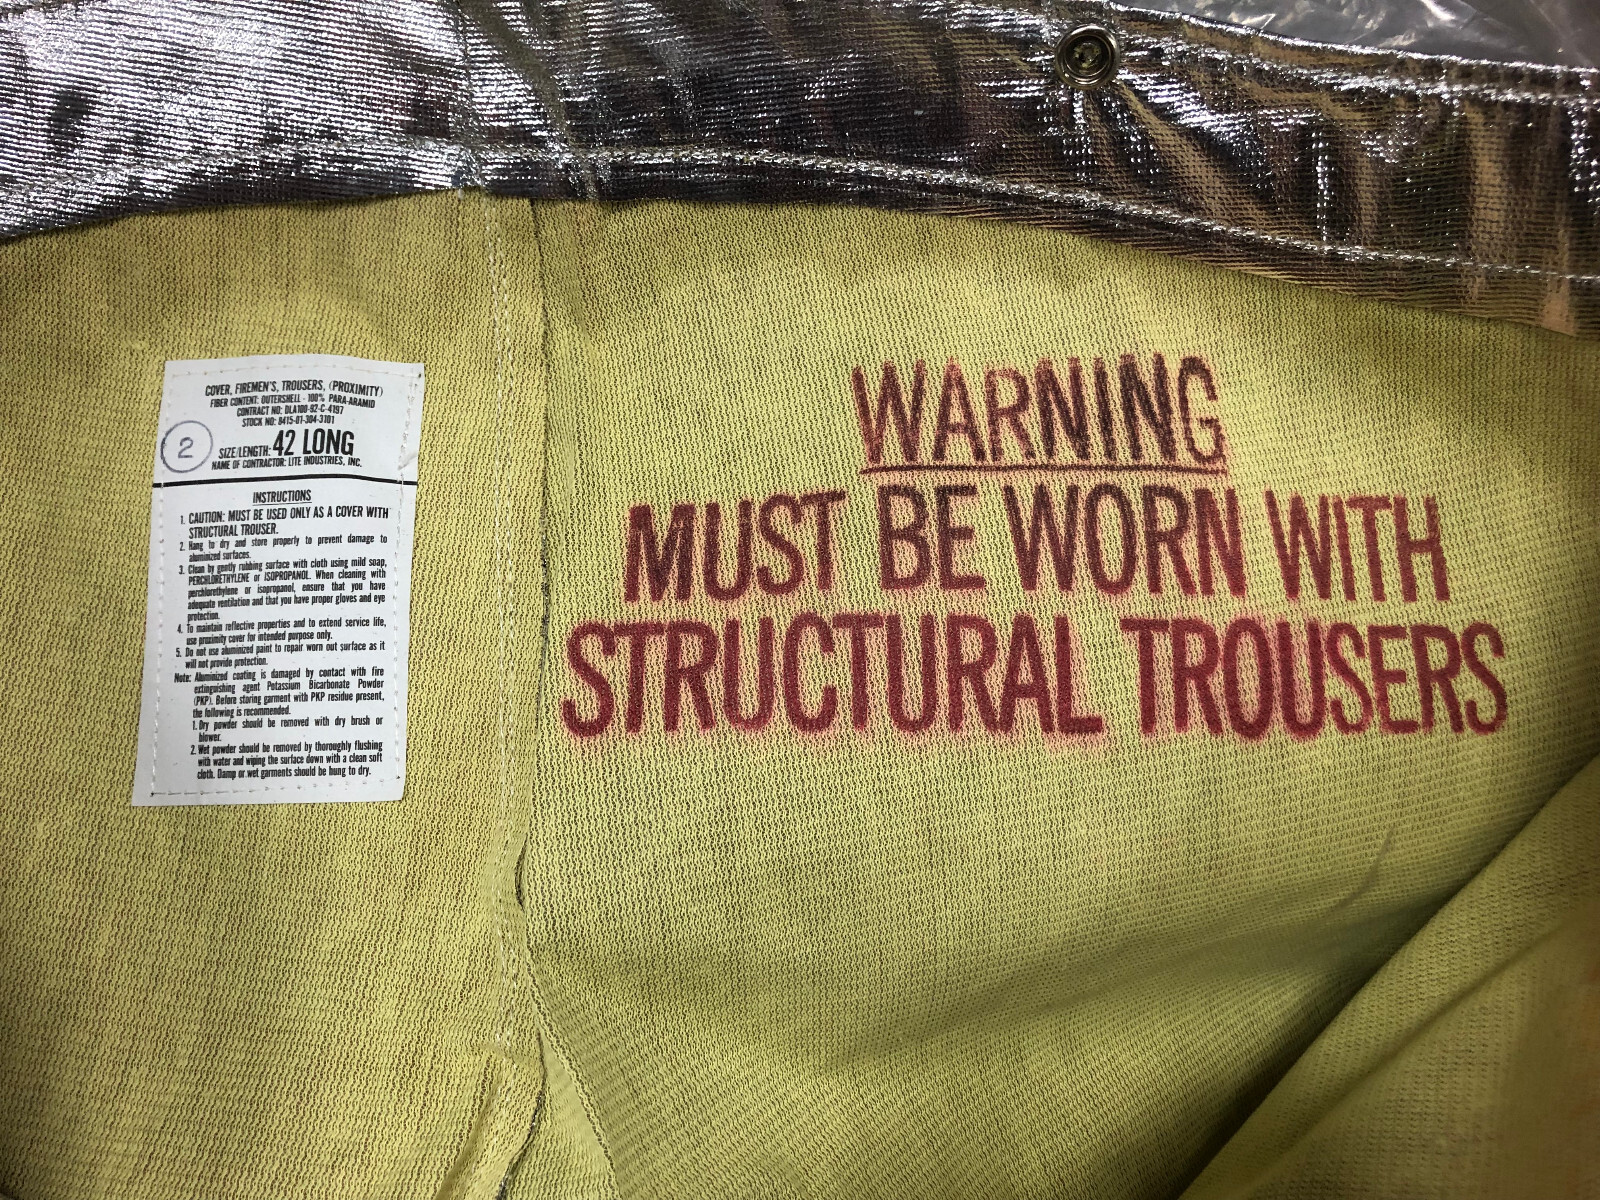 COVER, FIREMEN'S, TROUSERS, (PROXIMITY)
FIBER CONTENT: OUTERSHELL - 100% PARA-ARAMID
CONTRACT NO: DLA100-92-C-4197
STOCK NO: 8415-01-304-3101
2
SIZE/LENGTH: 42 LONG
NAME OF CONTRACTOR: LITE INDUSTRIES, INC.
INSTRUCTIONS
1. CAUTION: MUST BE USED ONLY AS A COVER WITH
STRUCTURAL TROUSER.
2. Hang to dry and store properly to prevent damage to
aluminized surfaces.
3. Clean by gently rubbing surface with cloth using mild soap,
PERCHLORETHYLENE or ISOPROPANOL. When cleaning with
perchlorethylene or isopropanol, ensure that you have
adequate ventilation and that you have proper gloves and eye
protection.
4. To maintain reflective properties and to extend service life,
use proximity cover for intended purpose only.
5. Do not use aluminized paint to repair worn out surface as it
will not provide protection.
Note: Aluminized coating is damaged by contact with fire
extinguishing agent Potassium Bicarbonate Powder
(PKP). Before storing garment with PKP residue present,
the following is recommended.
1. Dry powder should be removed with dry brush or
blower.
2. Wet powder should be removed by thoroughly flushing
with water and wiping the surface down with a clean soft
cloth. Damp or wet garments should be hung to dry.
WARNING
MUST BE WORN WITH
STRUCTURAL TROUSERS